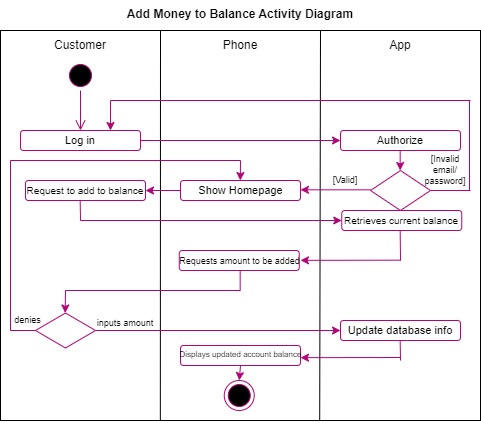 Add Money to Balance Activity Diagram
Customer
Phone
App
Log in
Authorize
[Invalid
email/
password]
[Valid]
Request to add to balance
Show Homepage
Retrieves current balance
Requests amount to be added
denies
inputs amount
Update database info
Displays updated account balance